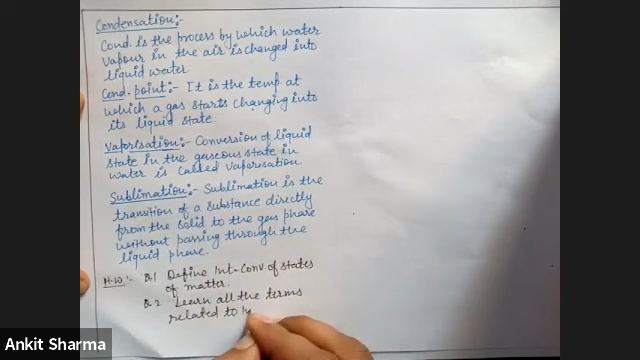 Condensation:-
Cond. is the process by which water
vapour in the air is changed into
liquid water
Cond. point:- It is the temp. at
which a gas starts changing into
its liquid state.
Vaporisation:- Conversion of liquid
state in the gaseous state in
water is called vaporisation.
Sublimation:- Sublimation is the
transition of a substance directly
from the solid to the gas phase
without passing through the
liquid phase.
H.W:- Q.1 Define Int. Conv of states
of matter.
Q.2 Learn all the terms
related to
Ankit Sharma